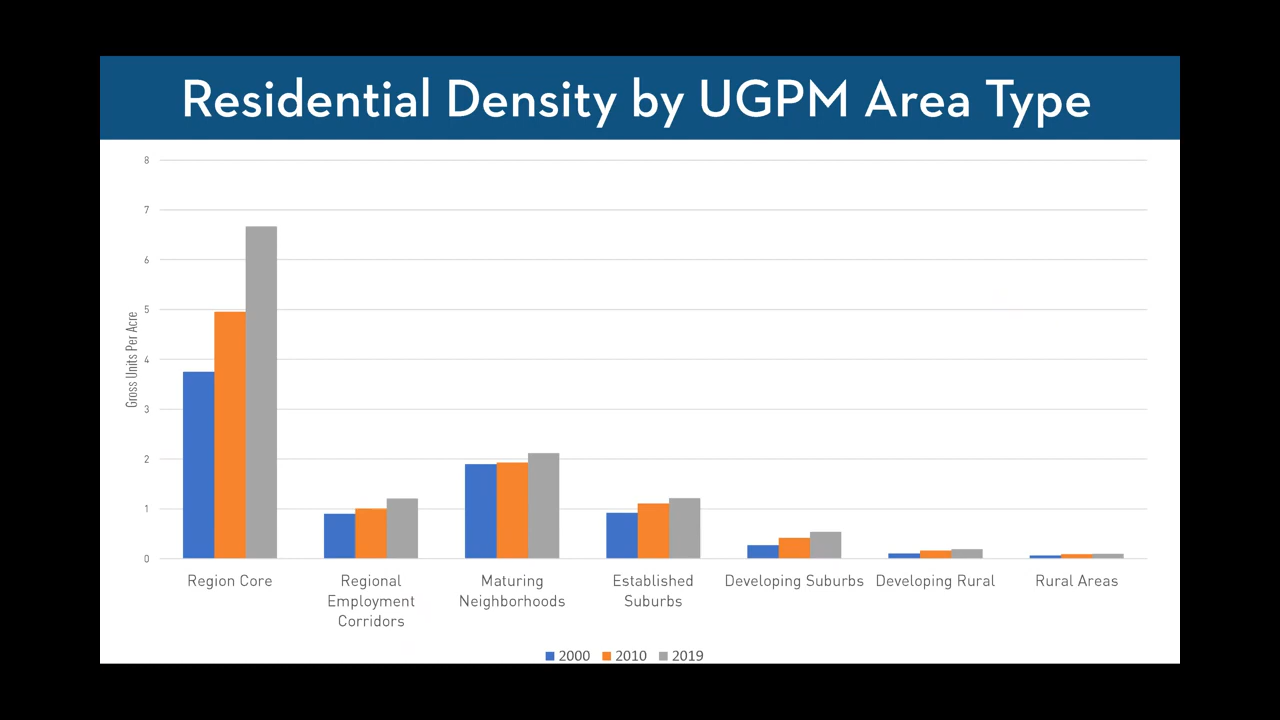 Residential Density by UGPM Area Type
8
7
6
5
4
3
2
1
0
Gross Units Per Acre
Region Core
Regional
Employment
Corridors
Maturing
Neighborhoods
Established
Suburbs
Developing Suburbs
Developing Rural
Rural Areas
2000 2010 2019